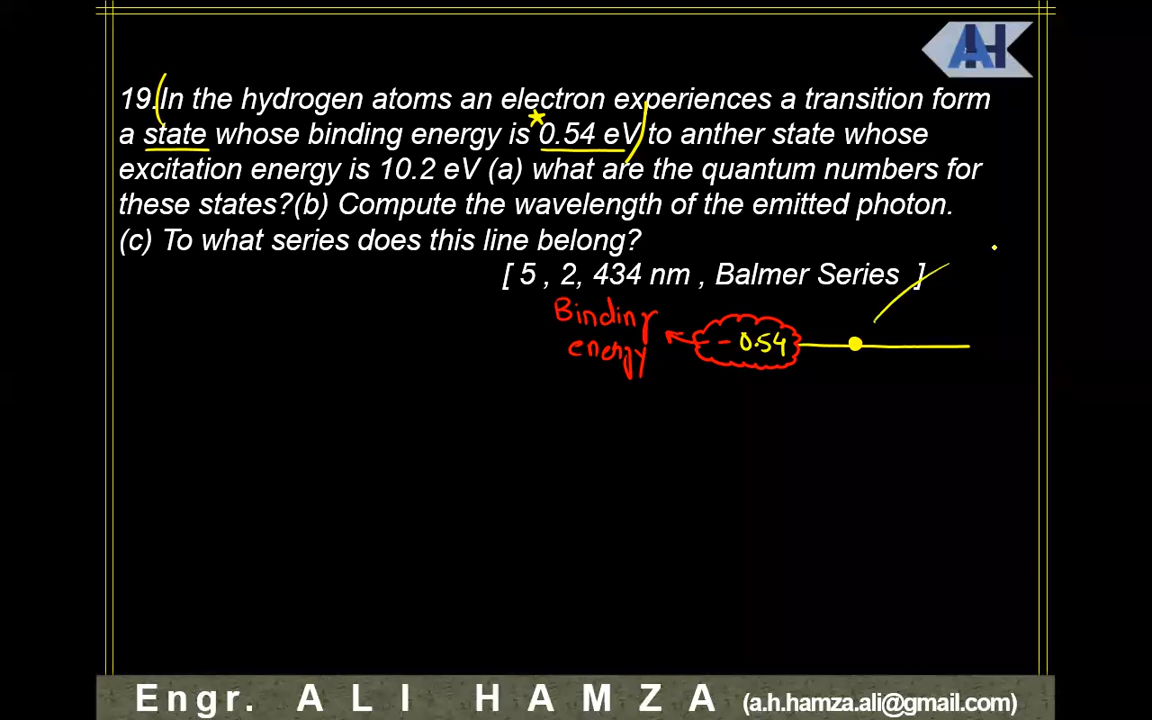 AH
19. In the hydrogen atoms an electron experiences a transition form
a state whose binding energy is 0.54 eV to anther state whose
excitation energy is 10.2 eV (a) what are the quantum numbers for
these states?(b) Compute the wavelength of the emitted photon.
(c) To what series does this line belong?
[ 5 , 2, 434 nm , Balmer Series ]
Binding
energy
- 0.54
Engr. ALI HAMZA (a.h.hamza.ali@gmail.com)